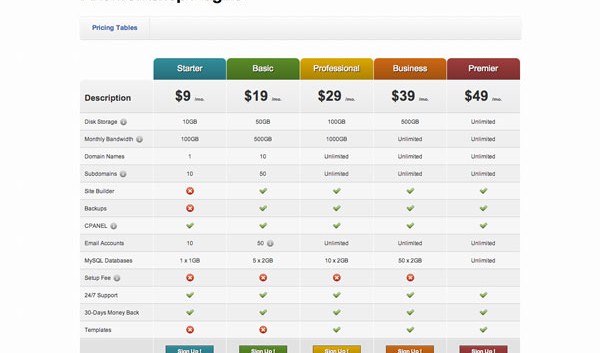 Pricing Tables
Starter Basic Professional Business Premier
Description $9 /mo. $19 /mo. $29 /mo. $39 /mo. $49 /mo.
Disk Storage 10GB 50GB 100GB 500GB Unlimited
Monthly Bandwidth 100GB 500GB 1000GB Unlimited Unlimited
Domain Names 1 10 Unlimited Unlimited Unlimited
Subdomains 10 50 Unlimited Unlimited Unlimited
Site Builder
Backups
CPANEL
Email Accounts 10 50 Unlimited Unlimited Unlimited
MySQL Databases 1 x 1GB 5 x 2GB 10 x 2GB 50 x 2GB Unlimited
Setup Fee
24/7 Support
30-Days Money Back
Templates
Sign Up ! Sign Up ! Sign Up ! Sign Up ! Sign Up !